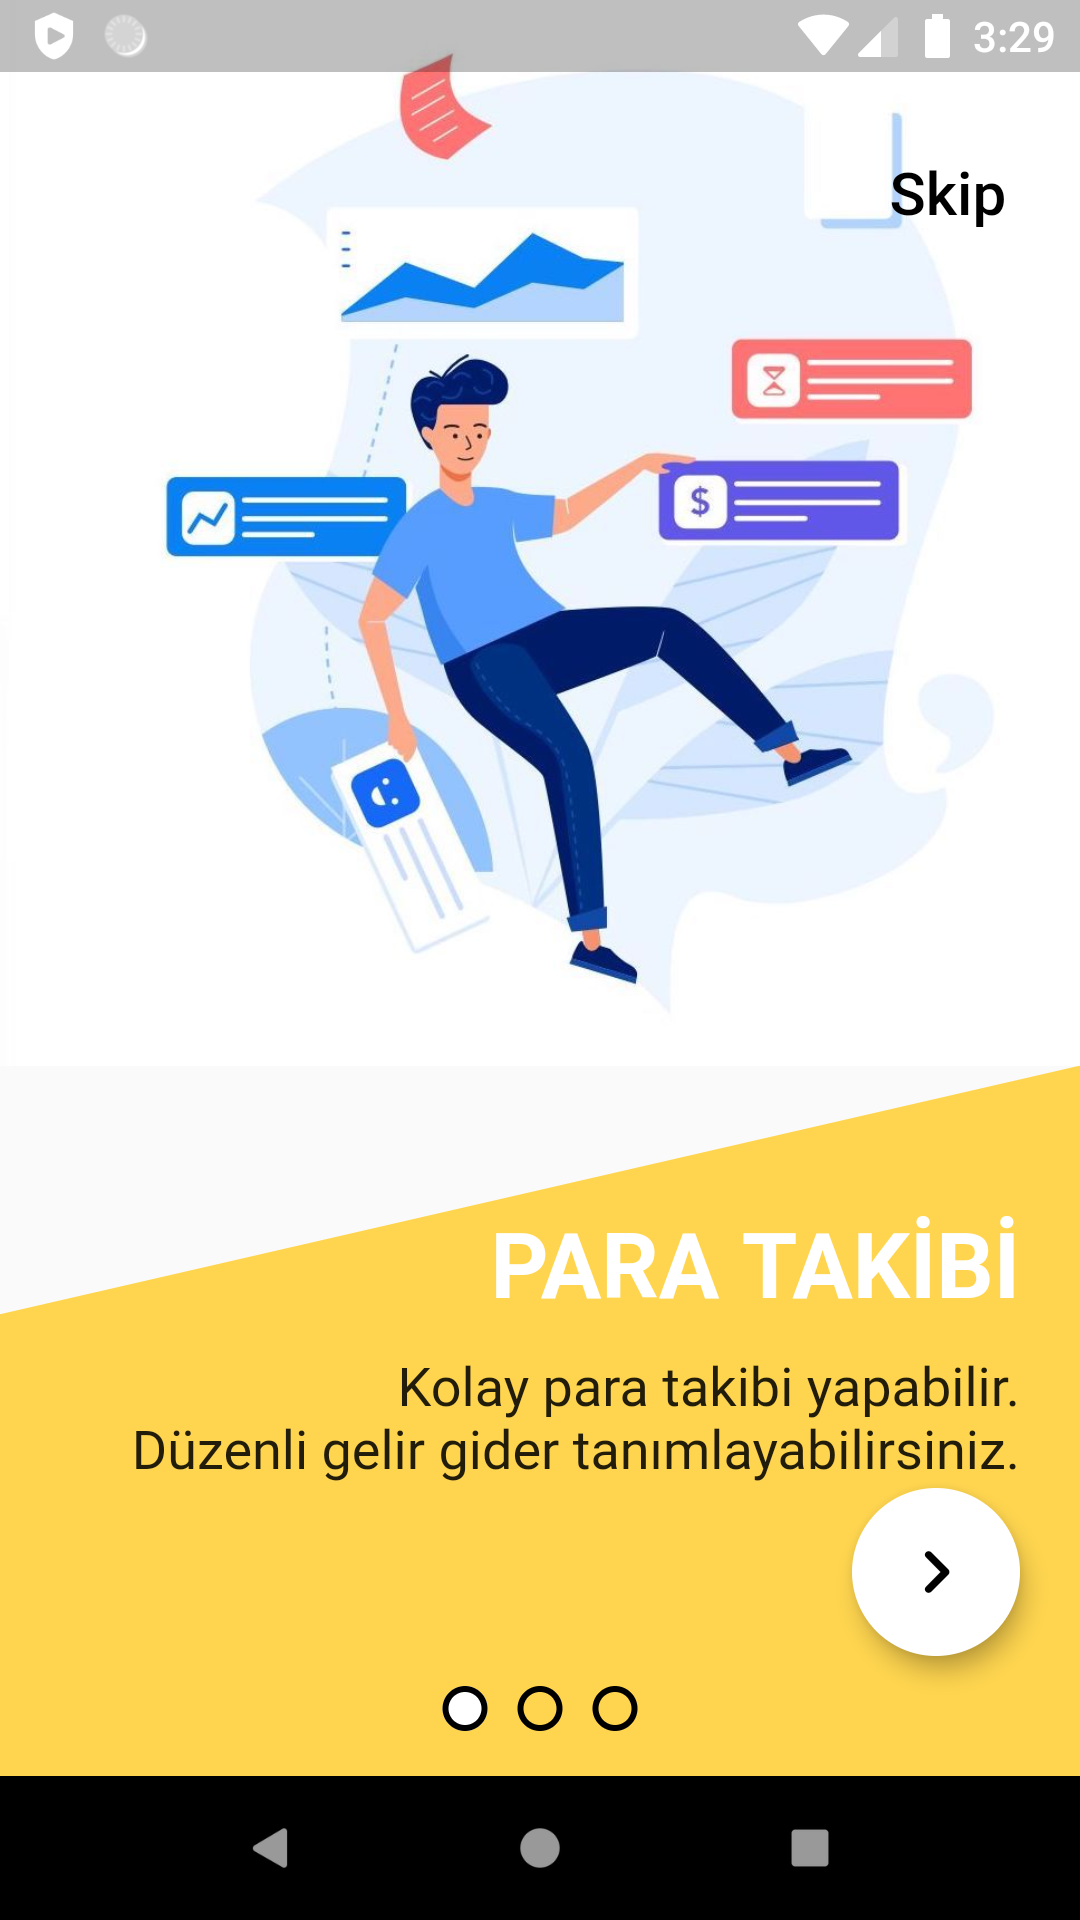 3:29
Skip
$
PARA TAKİBİ
Kolay para takibi yapabilir.
Düzenli gelir gider tanımlayabilirsiniz.